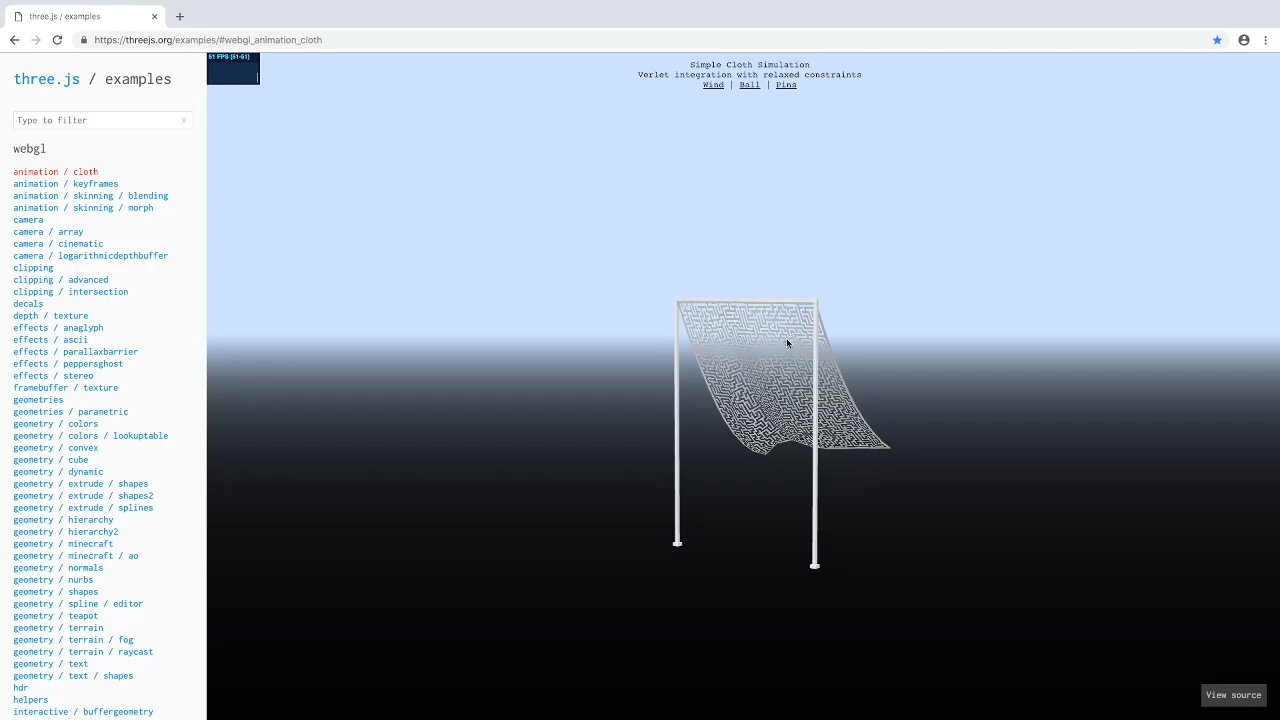 three.js / examples
https://threejs.org/examples/#webgl_animation_cloth
51 FPS (51-51)
three.js / examples
Type to filter
x
webgl
animation / cloth
animation / keyframes
animation / skinning / blending
animation / skinning / morph
camera
camera / array
camera / cinematic
camera / logarithmicdepthbuffer
clipping
clipping / advanced
clipping / intersection
decals
depth / texture
effects / anaglyph
effects / ascii
effects / parallaxbarrier
effects / peppersghost
effects / stereo
framebuffer / texture
geometries
geometries / parametric
geometry / colors
geometry / colors / lookuptable
geometry / convex
geometry / cube
geometry / dynamic
geometry / extrude / shapes
geometry / extrude / shapes2
geometry / extrude / splines
geometry / hierarchy
geometry / hierarchy2
geometry / minecraft
geometry / minecraft / ao
geometry / normals
geometry / nurbs
geometry / shapes
geometry / spline / editor
geometry / teapot
geometry / terrain
geometry / terrain / fog
geometry / terrain / raycast
geometry / text
geometry / text / shapes
hdr
helpers
interactive / buffergeometry
Simple Cloth Simulation
Verlet integration with relaxed constraints
Wind | Ball | Pins
View source